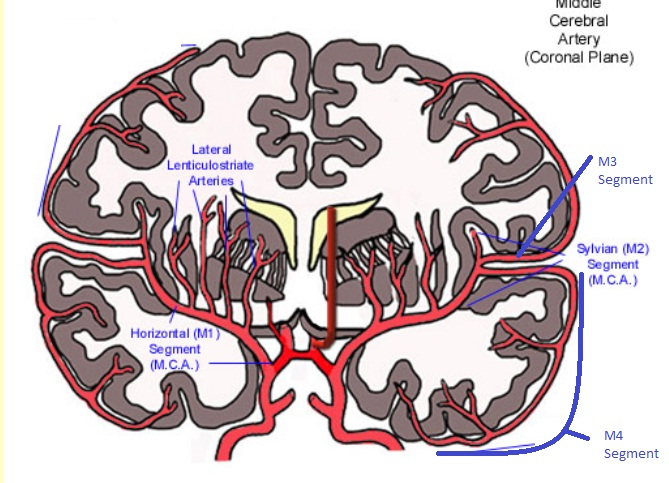 Middle
Cerebral
Artery
(Coronal Plane)
Lateral
Lenticulostriate
Arteries
M3
Segment
Sylvian (M2)
Segment
(M.C.A.)
Horizontal (M1)
Segment
(M.C.A.)
M4
Segment